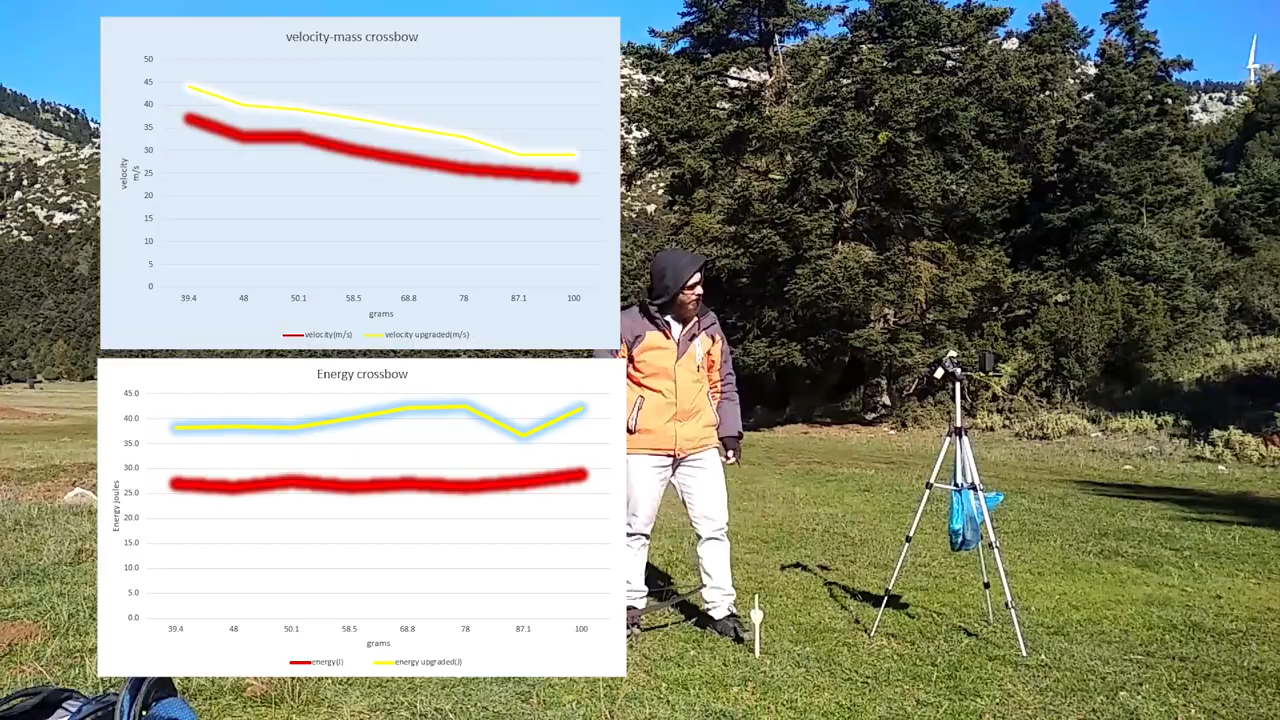 velocity-mass crossbow
50
45
40
35
30
25
20
15
10
5
0
velocity
m/s
39.4 48 50.1 58.5 68.8 78 87.1 100
grams
velocity(m/s) velocity upgraded(m/s)
Energy crossbow
45.0
40.0
35.0
30.0
25.0
20.0
15.0
10.0
5.0
0.0
Energy joules
39.4 48 50.1 58.5 68.8 78 87.1 100
grams
energy(J) energy upgraded(J)